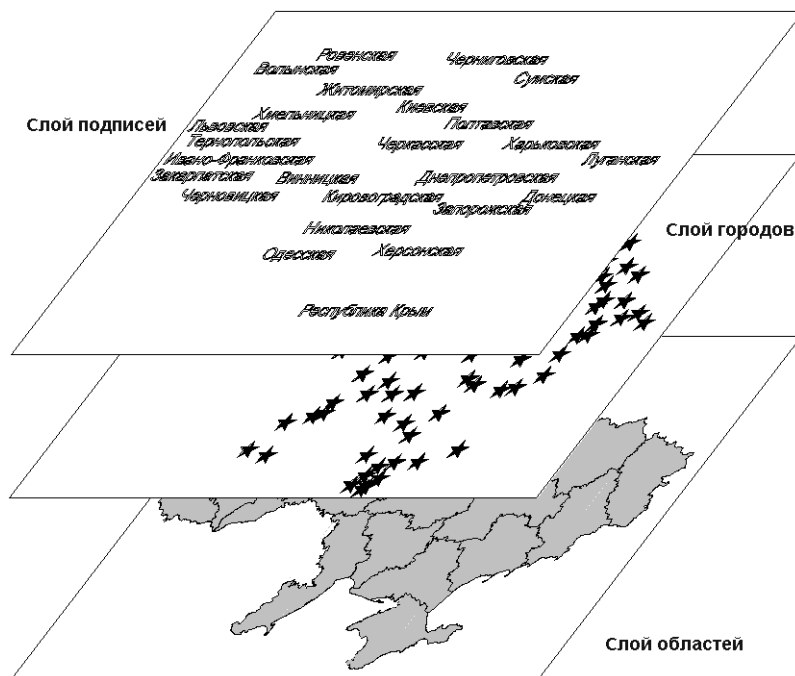 Ровенская
Черниговская
Волынская
Сумская
Житомирская
Киевская
Хмельницкая
Слой подписей
Львовская
Полтавская
Тернопольская
Черкасская
Харьковская
Ивано-Франковская
Луганская
Закарпатская
Винницкая
Днепропетровская
Черновицкая
Кировоградская
Донецкая
Запорожская
Николаевская
Слой городов
Одесская
Херсонская
Республика Крым
Слой областей